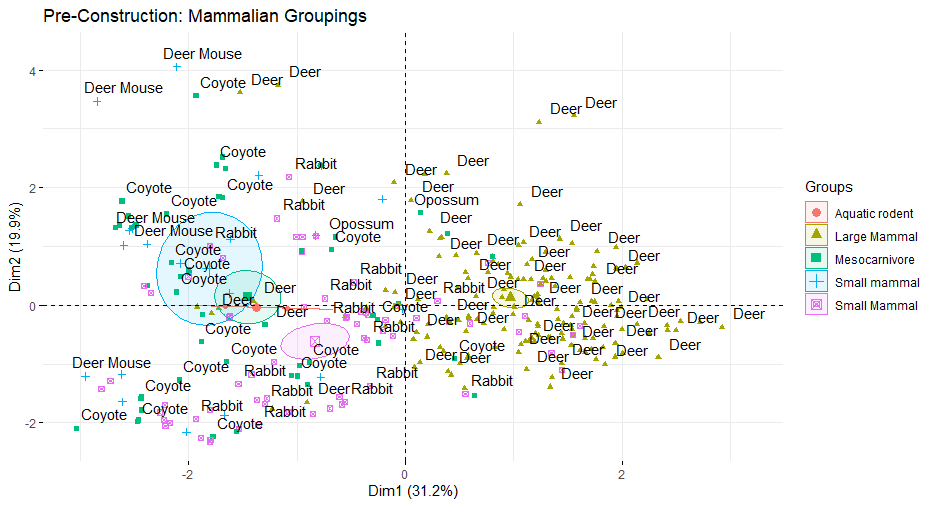 Pre-Construction: Mammalian Groupings
Deer Mouse
Deer Mouse
Coyote
Deer
Deer
Deer
Deer
Coyote
Rabbit
Deer
Deer
Coyote
Coyote
Coyote
Deer
Deer
Opossum
Deer
Rabbit
Deer Mouse
Deer Mouse
Rabbit
Opossum
Coyote
Deer
Deer
Deer
Deer
Deer
Coyote
Coyote
Coyote
Rabbit
Deer
Deer
Deer
Deer
Deer
Deer
Deer
Deer
Rabbit
Deer
Deer
Rabbit
Coyote
Deer
Deer
Deer
Deer
Deer
Deer
Deer
Coyote
Rabbit
Deer
Deer
Deer
Coyote
Coyote
Coyote
Deer
Deer
Coyote
Deer
Deer
Deer
Deer
Deer Mouse
Coyote
Coyote
Rabbit
Rabbit
Deer
Coyote
Rabbit
Deer
Rabbit
Rabbit
Coyote
Coyote
Rabbit
Rabbit
Coyote
Rabbit
4
2
0
-2
-2
0
2
Dim1 (31.2%)
Dim2 (19.9%)
Groups
Aquatic rodent
Large Mammal
Mesocarnivore
Small mammal
Small Mammal